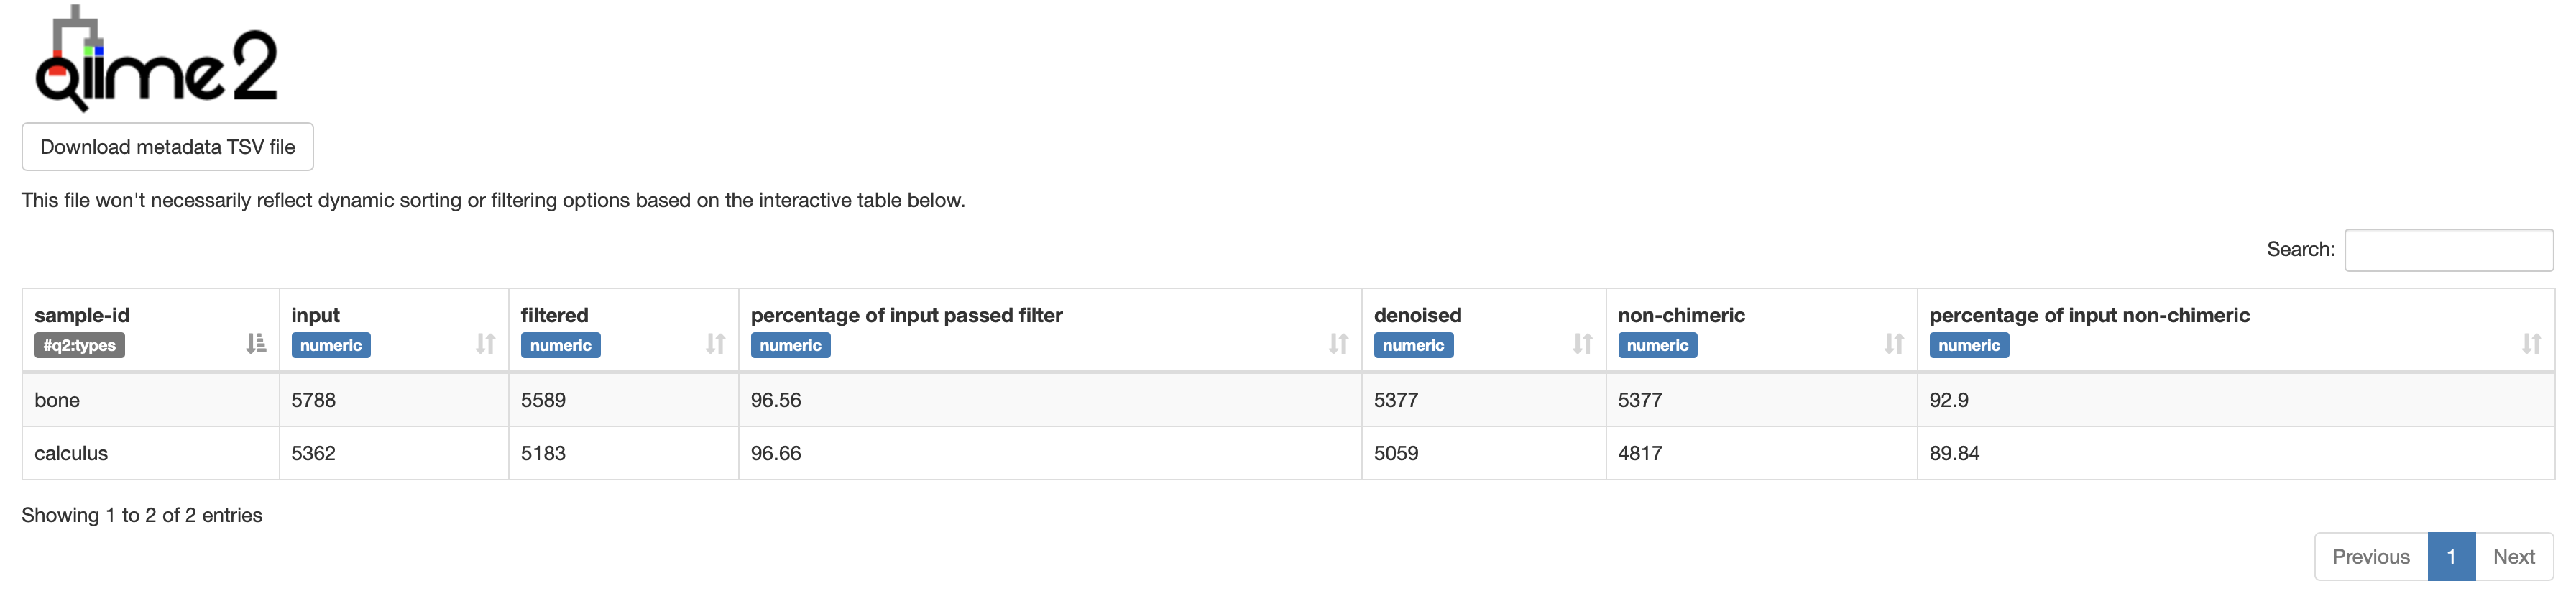 qiime2
Download metadata TSV file
This file won't necessarily reflect dynamic sorting or filtering options based on the interactive table below.
Search:
sample-id input filtered percentage of input passed filter denoised non-chimeric percentage of input non-chimeric
#q2:types numeric numeric numeric numeric numeric numeric
bone 5788 5589 96.56 5377 5377 92.9
calculus 5362 5183 96.66 5059 4817 89.84
Showing 1 to 2 of 2 entries
Previous 1 Next